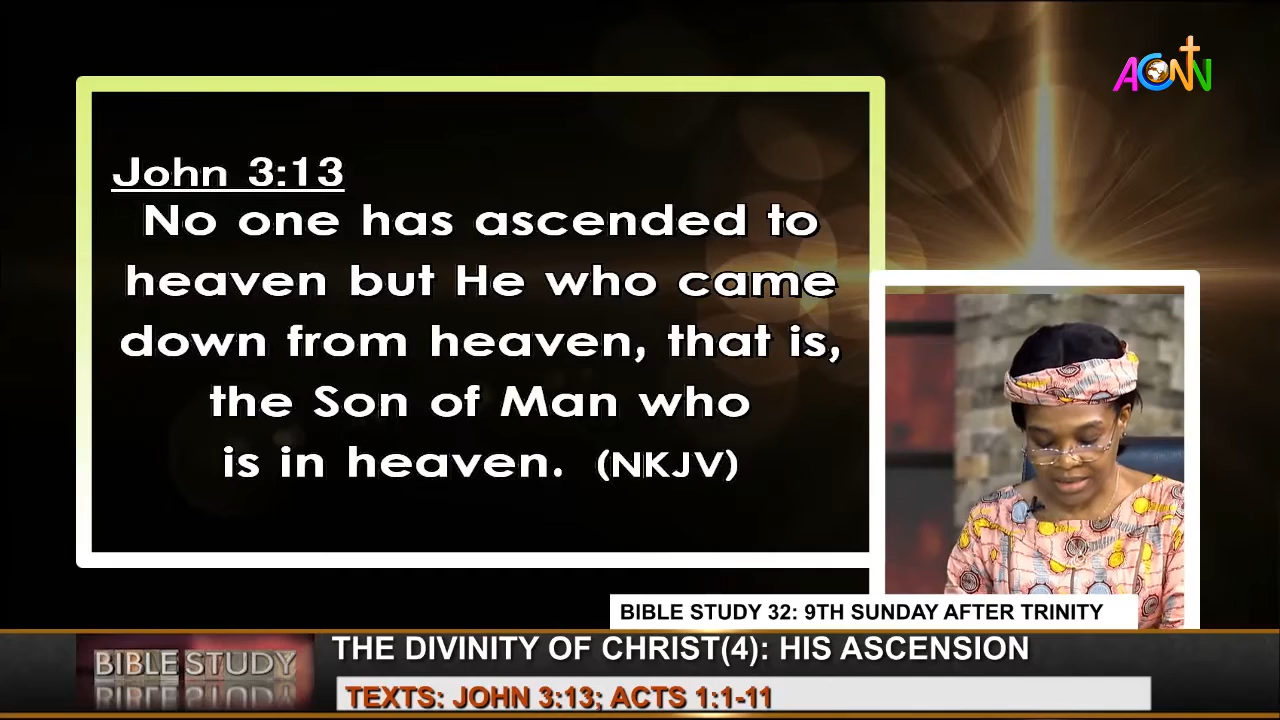 ACNN
John 3:13
No one has ascended to
heaven but He who came
down from heaven, that is,
the Son of Man who
is in heaven. (NKJV)
BIBLE STUDY 32: 9TH SUNDAY AFTER TRINITY
BIBLE STUDY
THE DIVINITY OF CHRIST(4): HIS ASCENSION
TEXTS: JOHN 3:13; ACTS 1:1-11